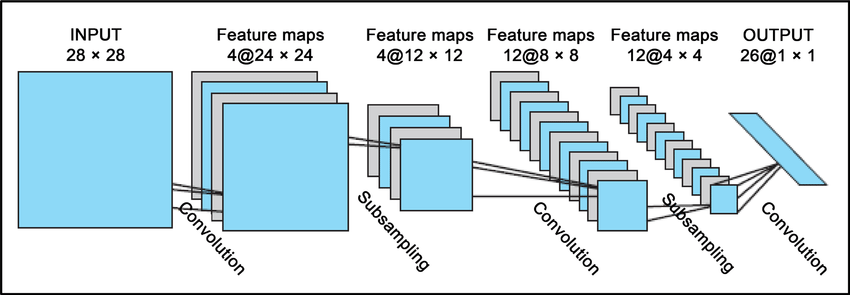 INPUT
28 × 28
Feature maps
4@24 × 24
Feature maps
4@12 × 12
Feature maps
12@8 × 8
Feature maps
12@4 × 4
OUTPUT
26@1 × 1
Convolution
Subsampling
Convolution
Subsampling
Convolution